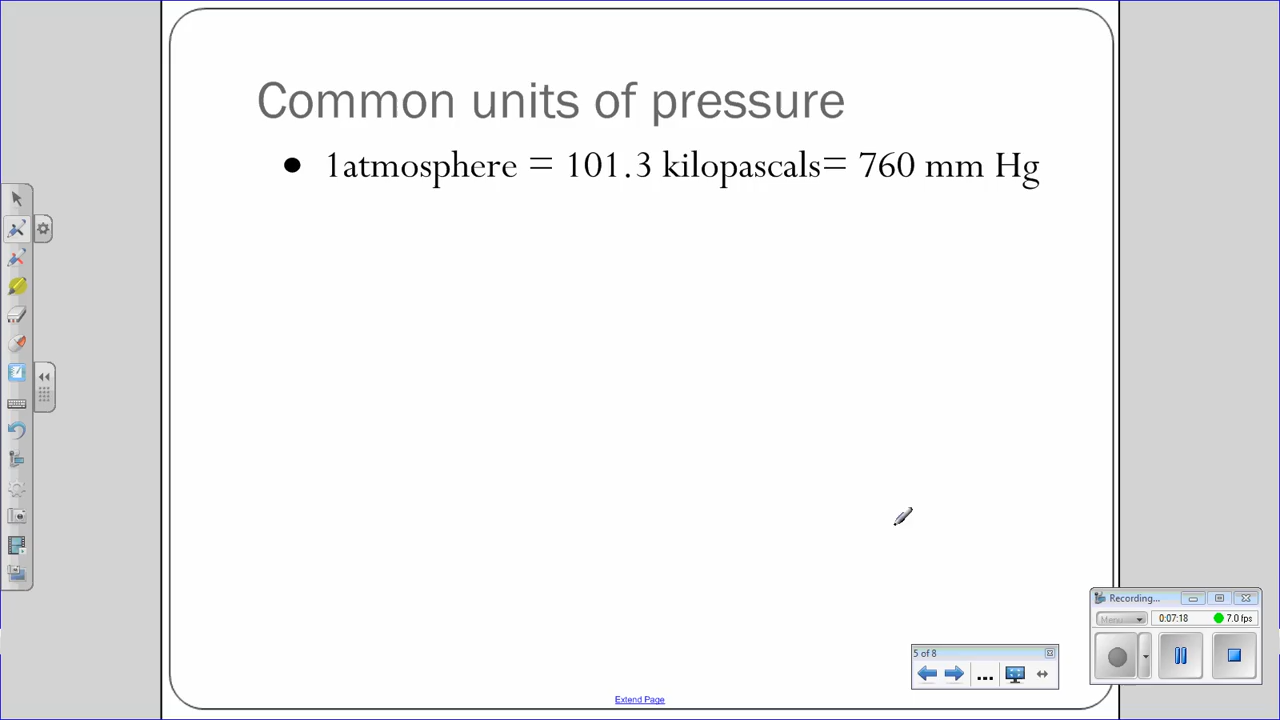 Common units of pressure
● 1atmosphere = 101.3 kilopascals= 760 mm Hg
Recording...
Menu
0:07:18
7.0 fps
5 of 8
...
Extend Page